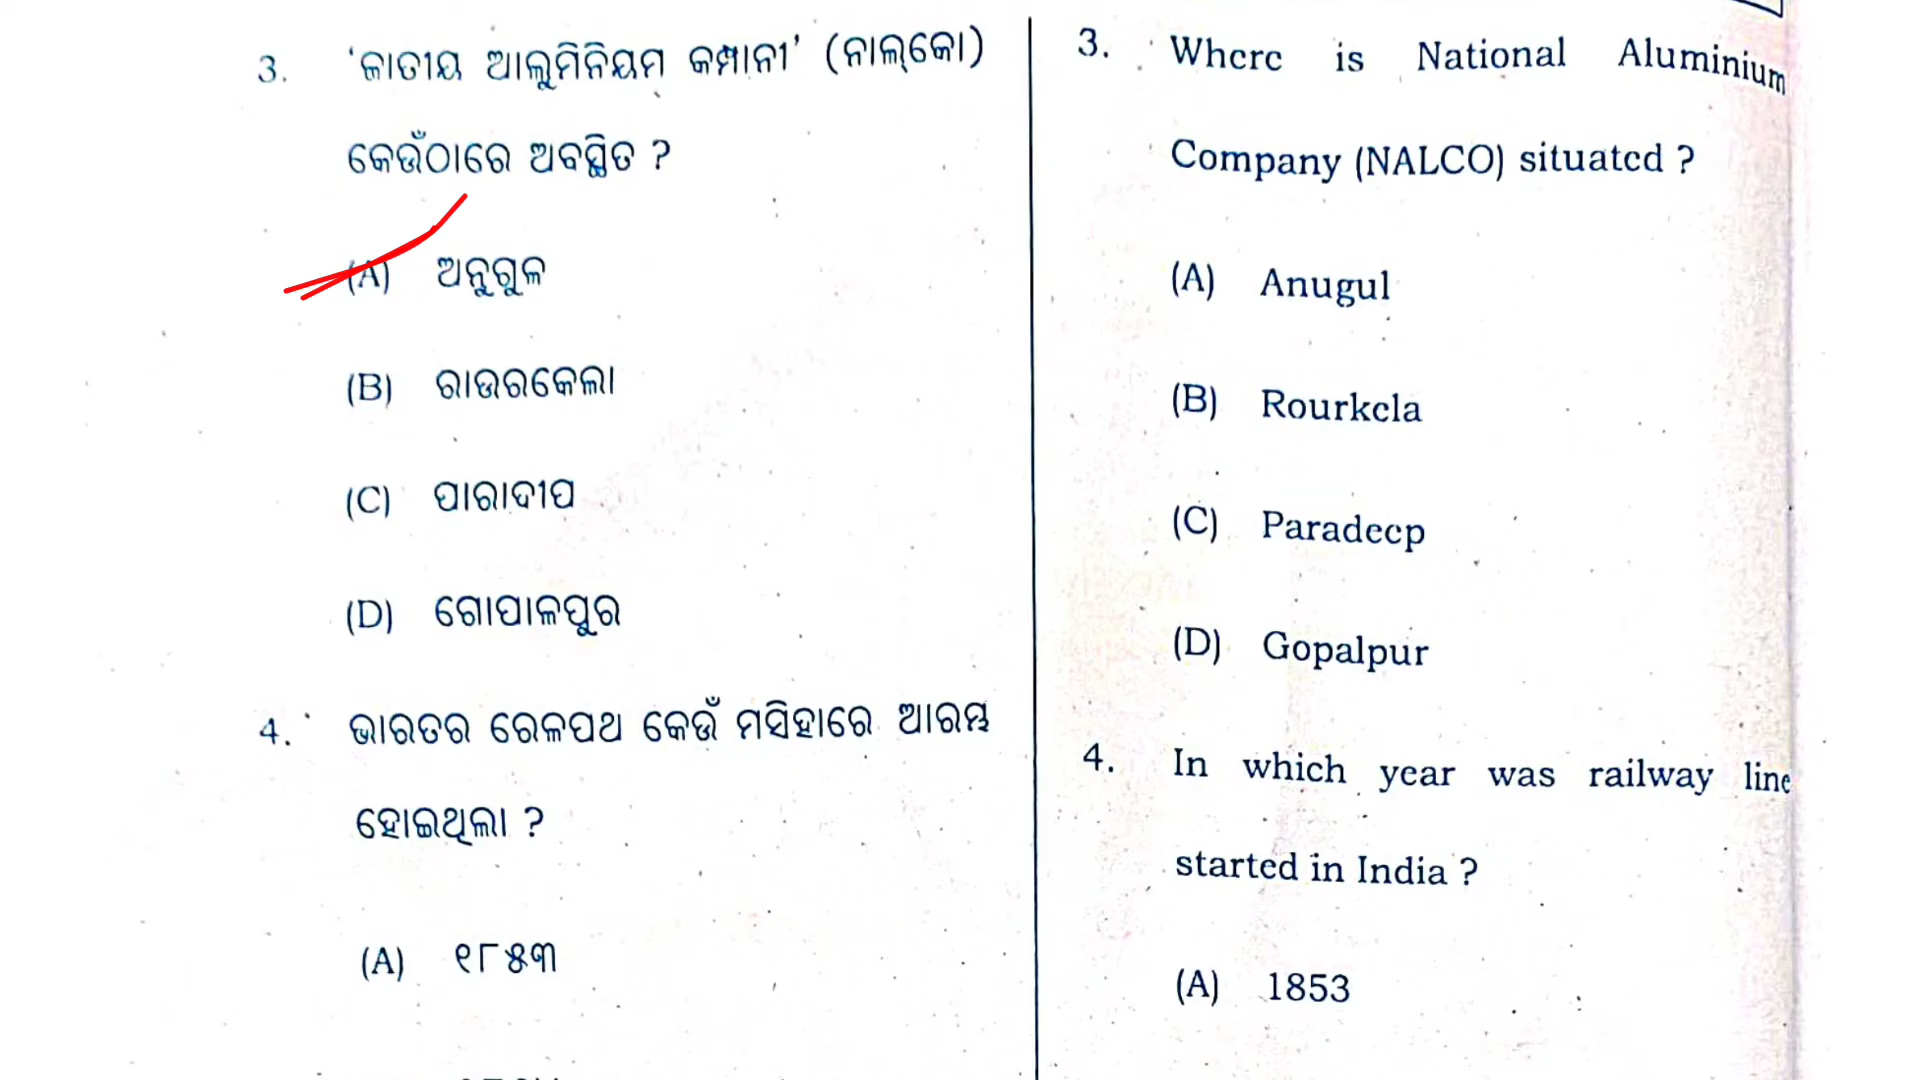 3. ‘ଜାତୀୟ ଆଲୁମିନିୟମ କମ୍ପାନୀ’ (ନାଲ୍‌କୋ)
କେଉଁଠାରେ ଅବସ୍ଥିତ ?
(A) ଅନୁଗୁଳ
(B) ରାଉରକେଲା
(C) ପାରାଦୀପ
(D) ଗୋପାଳପୁର
4. ଭାରତର ରେଳପଥ କେଉଁ ମସିହାରେ ଆରମ୍ଭ
ହୋଇଥିଲା ?
(A) ୧୮୫୩
3. Where is National Aluminium
Company (NALCO) situated ?
(A) Anugul
(B) Rourkela
(C) Paradeep
(D) Gopalpur
4. In which year was railway line
started in India ?
(A) 1853